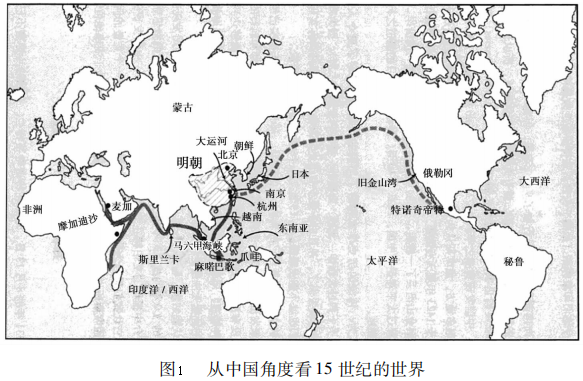 蒙古
大运河
朝鲜
北京
明朝
日本
南京
杭州
越南
东南亚
马六甲海峡
爪哇
麻喏巴歇
斯里兰卡
印度洋/西洋
麦加
非洲
摩加迪沙
太平洋
旧金山湾
俄勒冈
特诺奇帝特
大西洋
秘鲁
图1 从中国角度看15世纪的世界